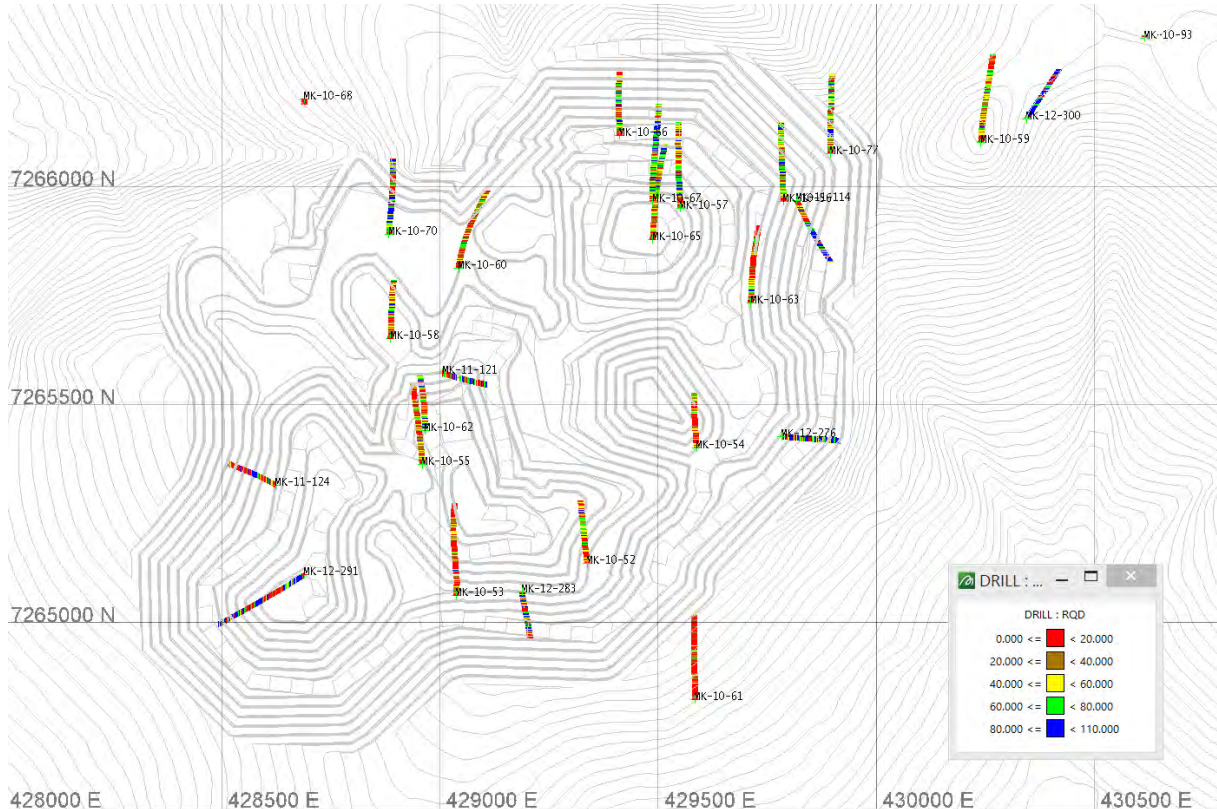 MK-10-93
MK-10-68
MK-12-300
MK-10-66
MK-10-59
MK-10-77
7266000 N
MK-10-67
MK-10-57
114
MK-10-70
MK-10-65
MK-10-60
MK-10-63
MK-10-58
MK-11-121
7265500 N
MK-10-62
MK-12-276
MK-10-54
MK-10-55
MK-11-124
MK-10-52
MK-12-291
MK-12-283
MK-10-53
7265000 N
MK-10-61
DRILL : ...
DRILL : RQD
0.000 <= < 20.000
20.000 <= < 40.000
40.000 <= < 60.000
60.000 <= < 80.000
80.000 <= < 110.000
428000 E 428500 E 429000 E 429500 E 430000 E 430500 E